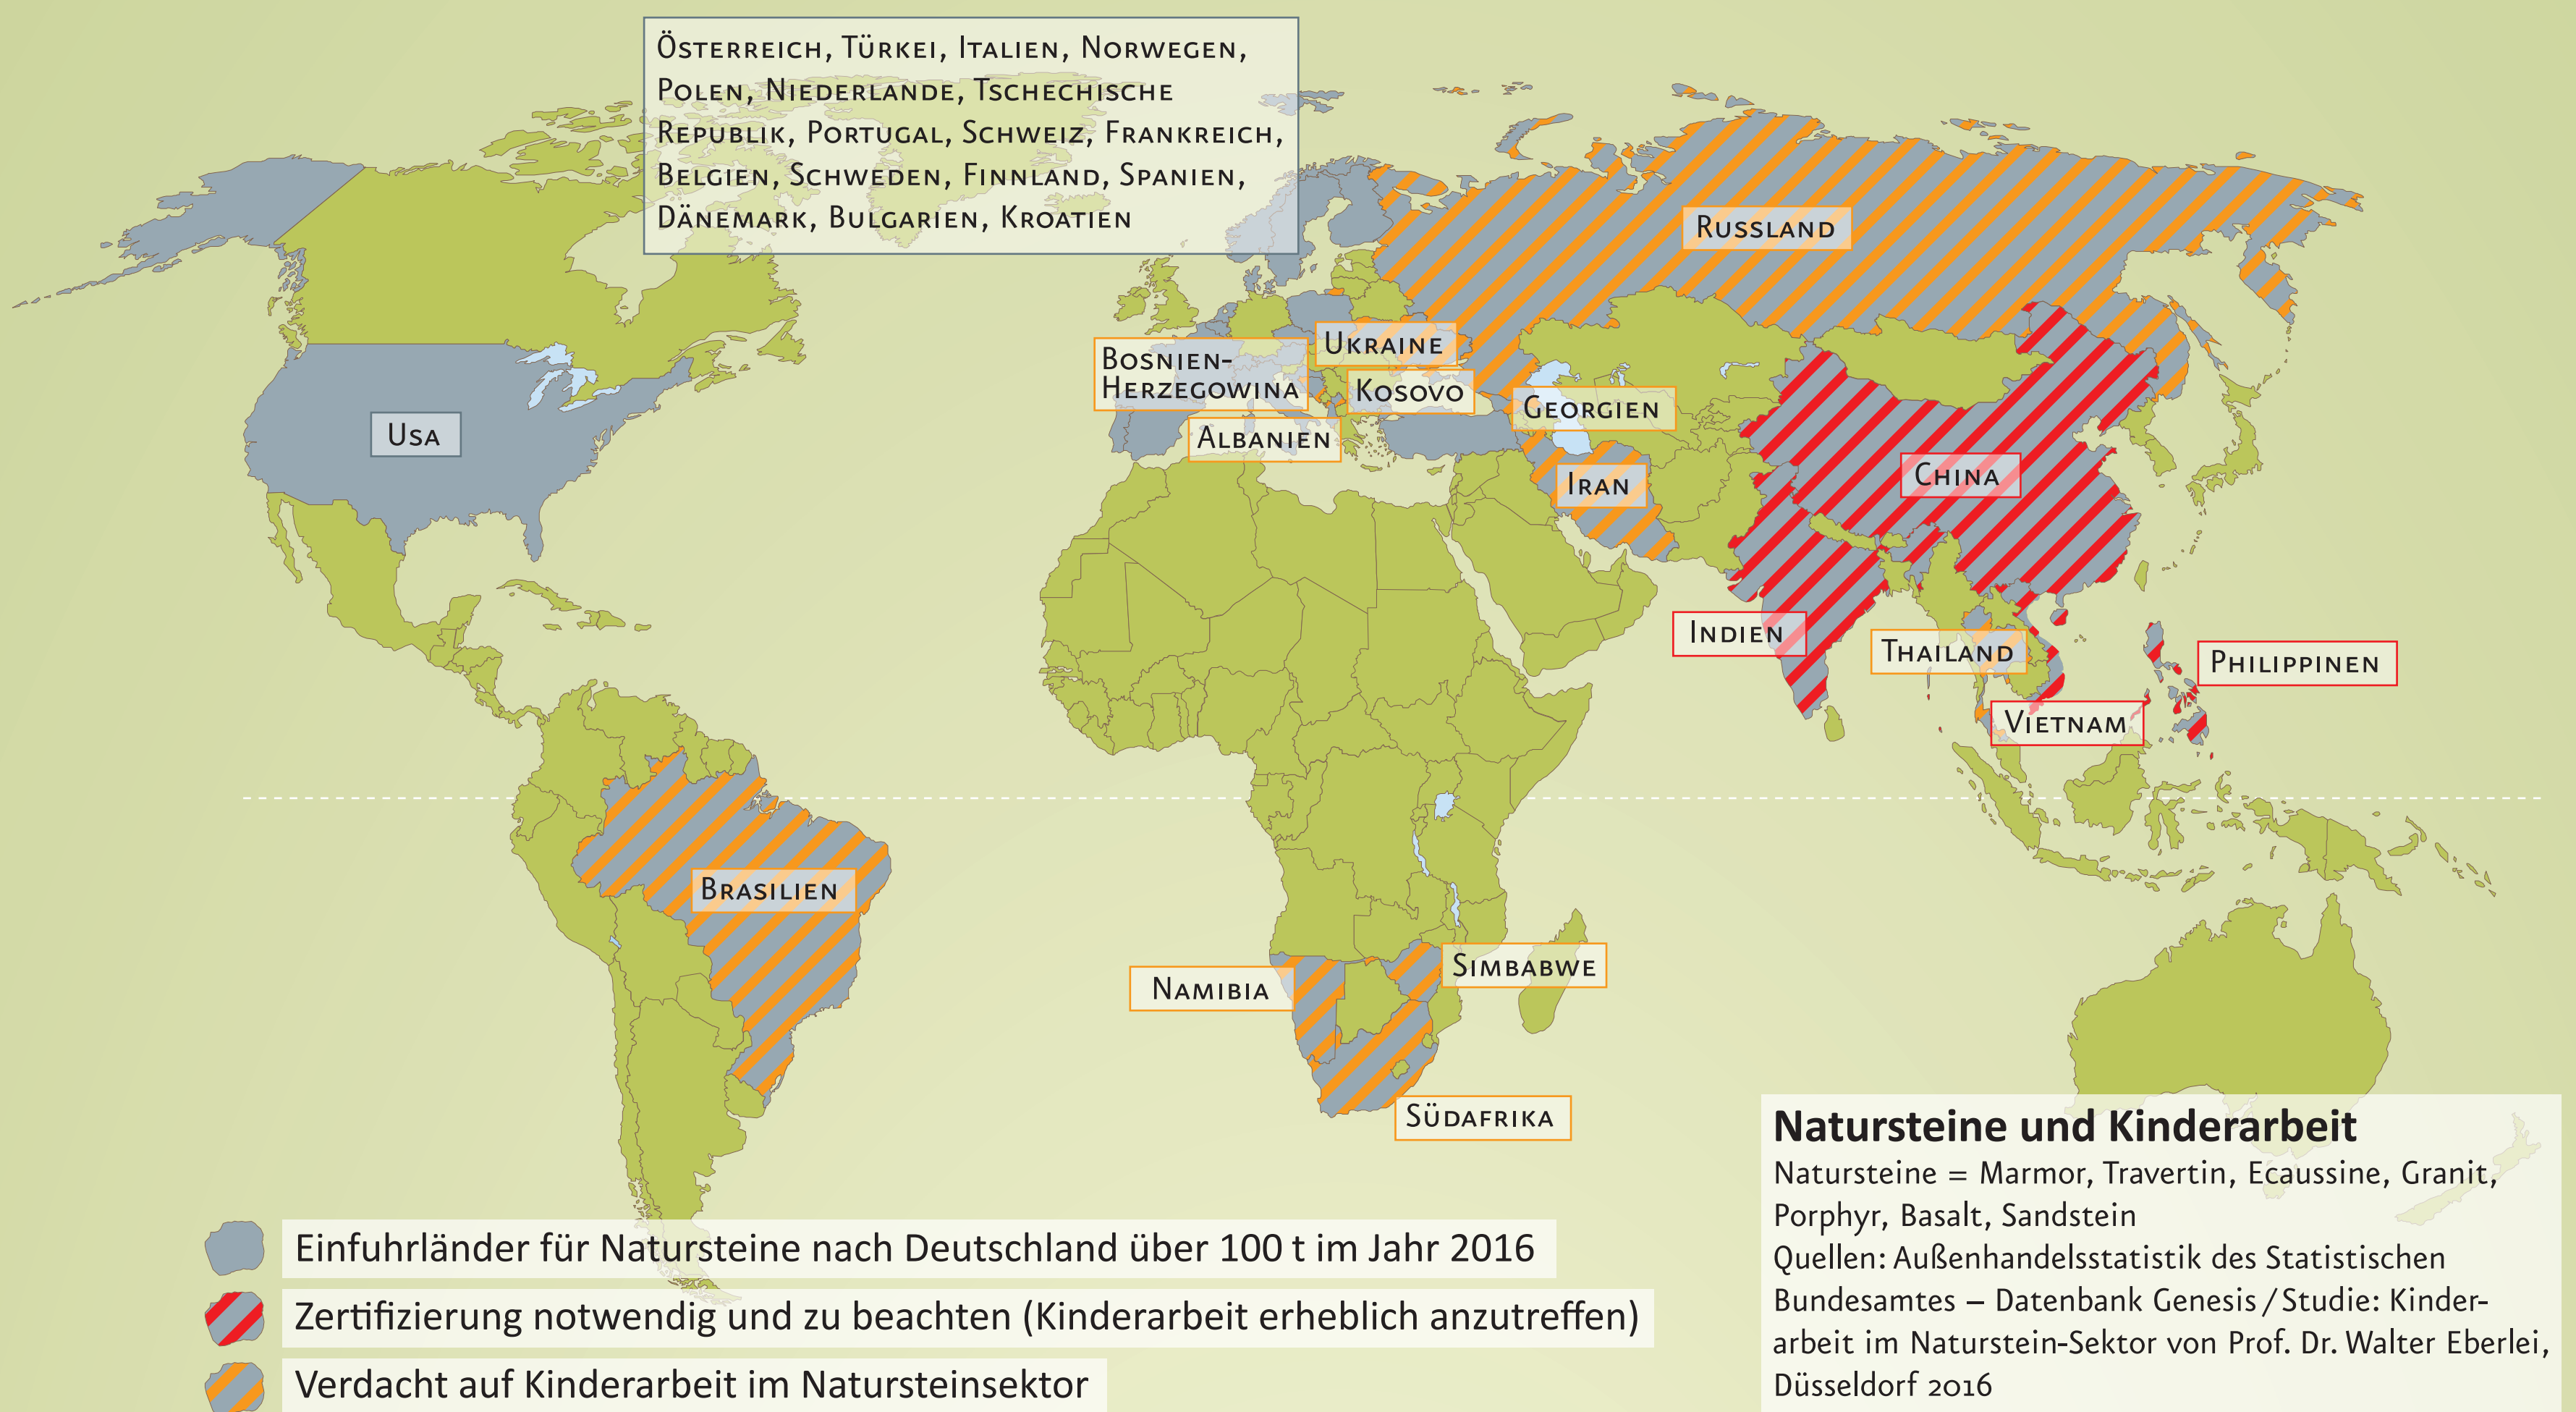 Österreich, Türkei, Italien, Norwegen,
Polen, Niederlande, Tschechische
Republik, Portugal, Schweiz, Frankreich,
Belgien, Schweden, Finnland, Spanien,
Dänemark, Bulgarien, Kroatien
Russland
Ukraine
Bosnien-
Herzegowina
Kosovo
Georgien
Usa
Albanien
Iran
China
Indien
Thailand
Philippinen
Vietnam
Brasilien
Simbabwe
Namibia
Südafrika
Natursteine und Kinderarbeit
Natursteine = Marmor, Travertin, Ecaussine, Granit,
Porphyr, Basalt, Sandstein
Quellen: Außenhandelsstatistik des Statistischen
Bundesamtes – Datenbank Genesis / Studie: Kinder-
arbeit im Naturstein-Sektor von Prof. Dr. Walter Eberlei,
Düsseldorf 2016
Einfuhrländer für Natursteine nach Deutschland über 100 t im Jahr 2016
Zertifizierung notwendig und zu beachten (Kinderarbeit erheblich anzutreffen)
Verdacht auf Kinderarbeit im Natursteinsektor